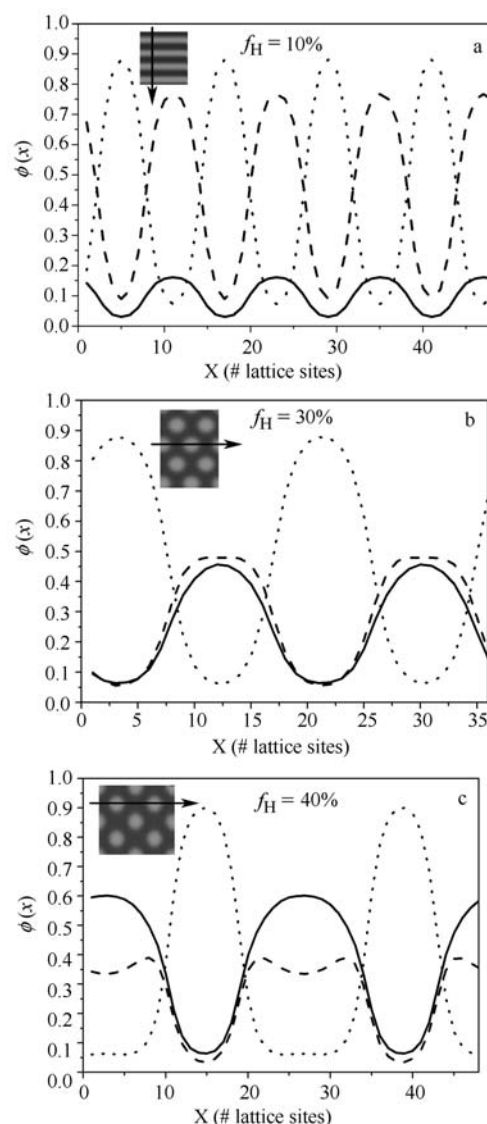 f_H = 10%
a
ϕ (x)
1.0
0.9
0.8
0.7
0.6
0.5
0.4
0.3
0.2
0.1
0.0
0 10 20 30 40
X (# lattice sites)
f_H = 30%
b
ϕ (x)
1.0
0.9
0.8
0.7
0.6
0.5
0.4
0.3
0.2
0.1
0.0
0 5 10 15 20 25 30 35
X (# lattice sites)
f_H = 40%
c
ϕ (x)
1.0
0.9
0.8
0.7
0.6
0.5
0.4
0.3
0.2
0.1
0.0
0 10 20 30 40
X (# lattice sites)